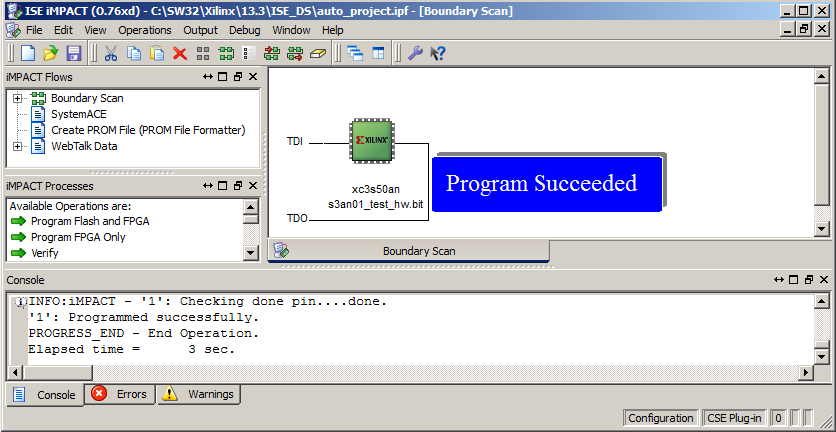 ISE iMPACT (O.76xd) - C:\SW32\Xilinx\13.3\ISE_DS\auto_project.ipf - [Boundary Scan]
File Edit View Operations Output Debug Window Help
iMPACT Flows
Boundary Scan
SystemACE
Create PROM File (PROM File Formatter)
WebTalk Data
iMPACT Processes
Available Operations are:
Program Flash and FPGA
Program FPGA Only
Verify
TDI
XILINX
xc3s50an
s3an01_test_hw.bit
TDO
Program Succeeded
Boundary Scan
Console
INFO:iMPACT - '1': Checking done pin....done.
'1': Programmed successfully.
PROGRESS_END - End Operation.
Elapsed time =      3 sec.
Console Errors Warnings
Configuration CSE Plug-in 0